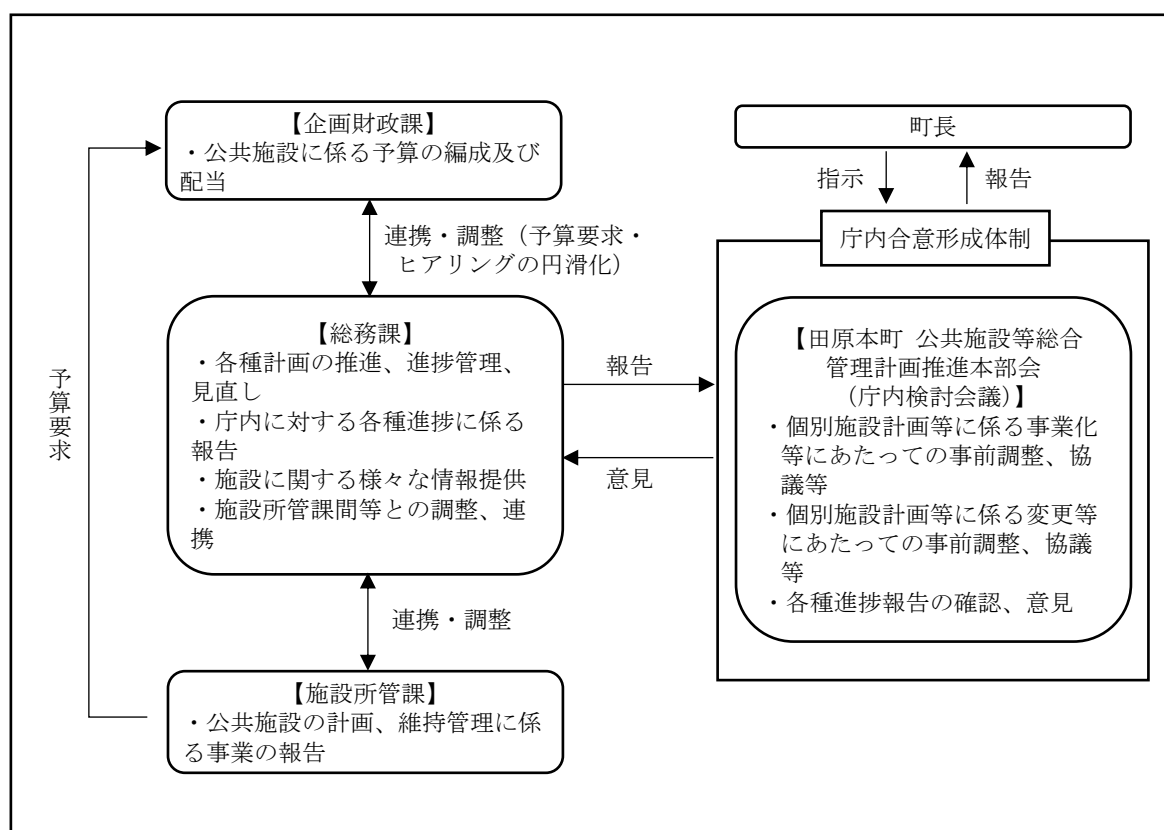 【企画財政課】
・公共施設に係る予算の編成及び
配当
連携・調整（予算要求・
ヒアリングの円滑化）
【総務課】
・各種計画の推進、進捗管理、
見直し
・庁内に対する各種進捗に係る
報告
・施設に関する様々な情報提供
・施設所管課間等との調整、連
携
連携・調整
【施設所管課】
・公共施設の計画、維持管理に係
る事業の報告
予算要求
報告
意見
町長
指示
報告
庁内合意形成体制
【田原本町 公共施設等総合
管理計画推進本部会
（庁内検討会議）】
・個別施設計画等に係る事業化
等にあたっての事前調整、協
議等
・個別施設計画等に係る変更等
にあたっての事前調整、協議
等
・各種進捗報告の確認、意見